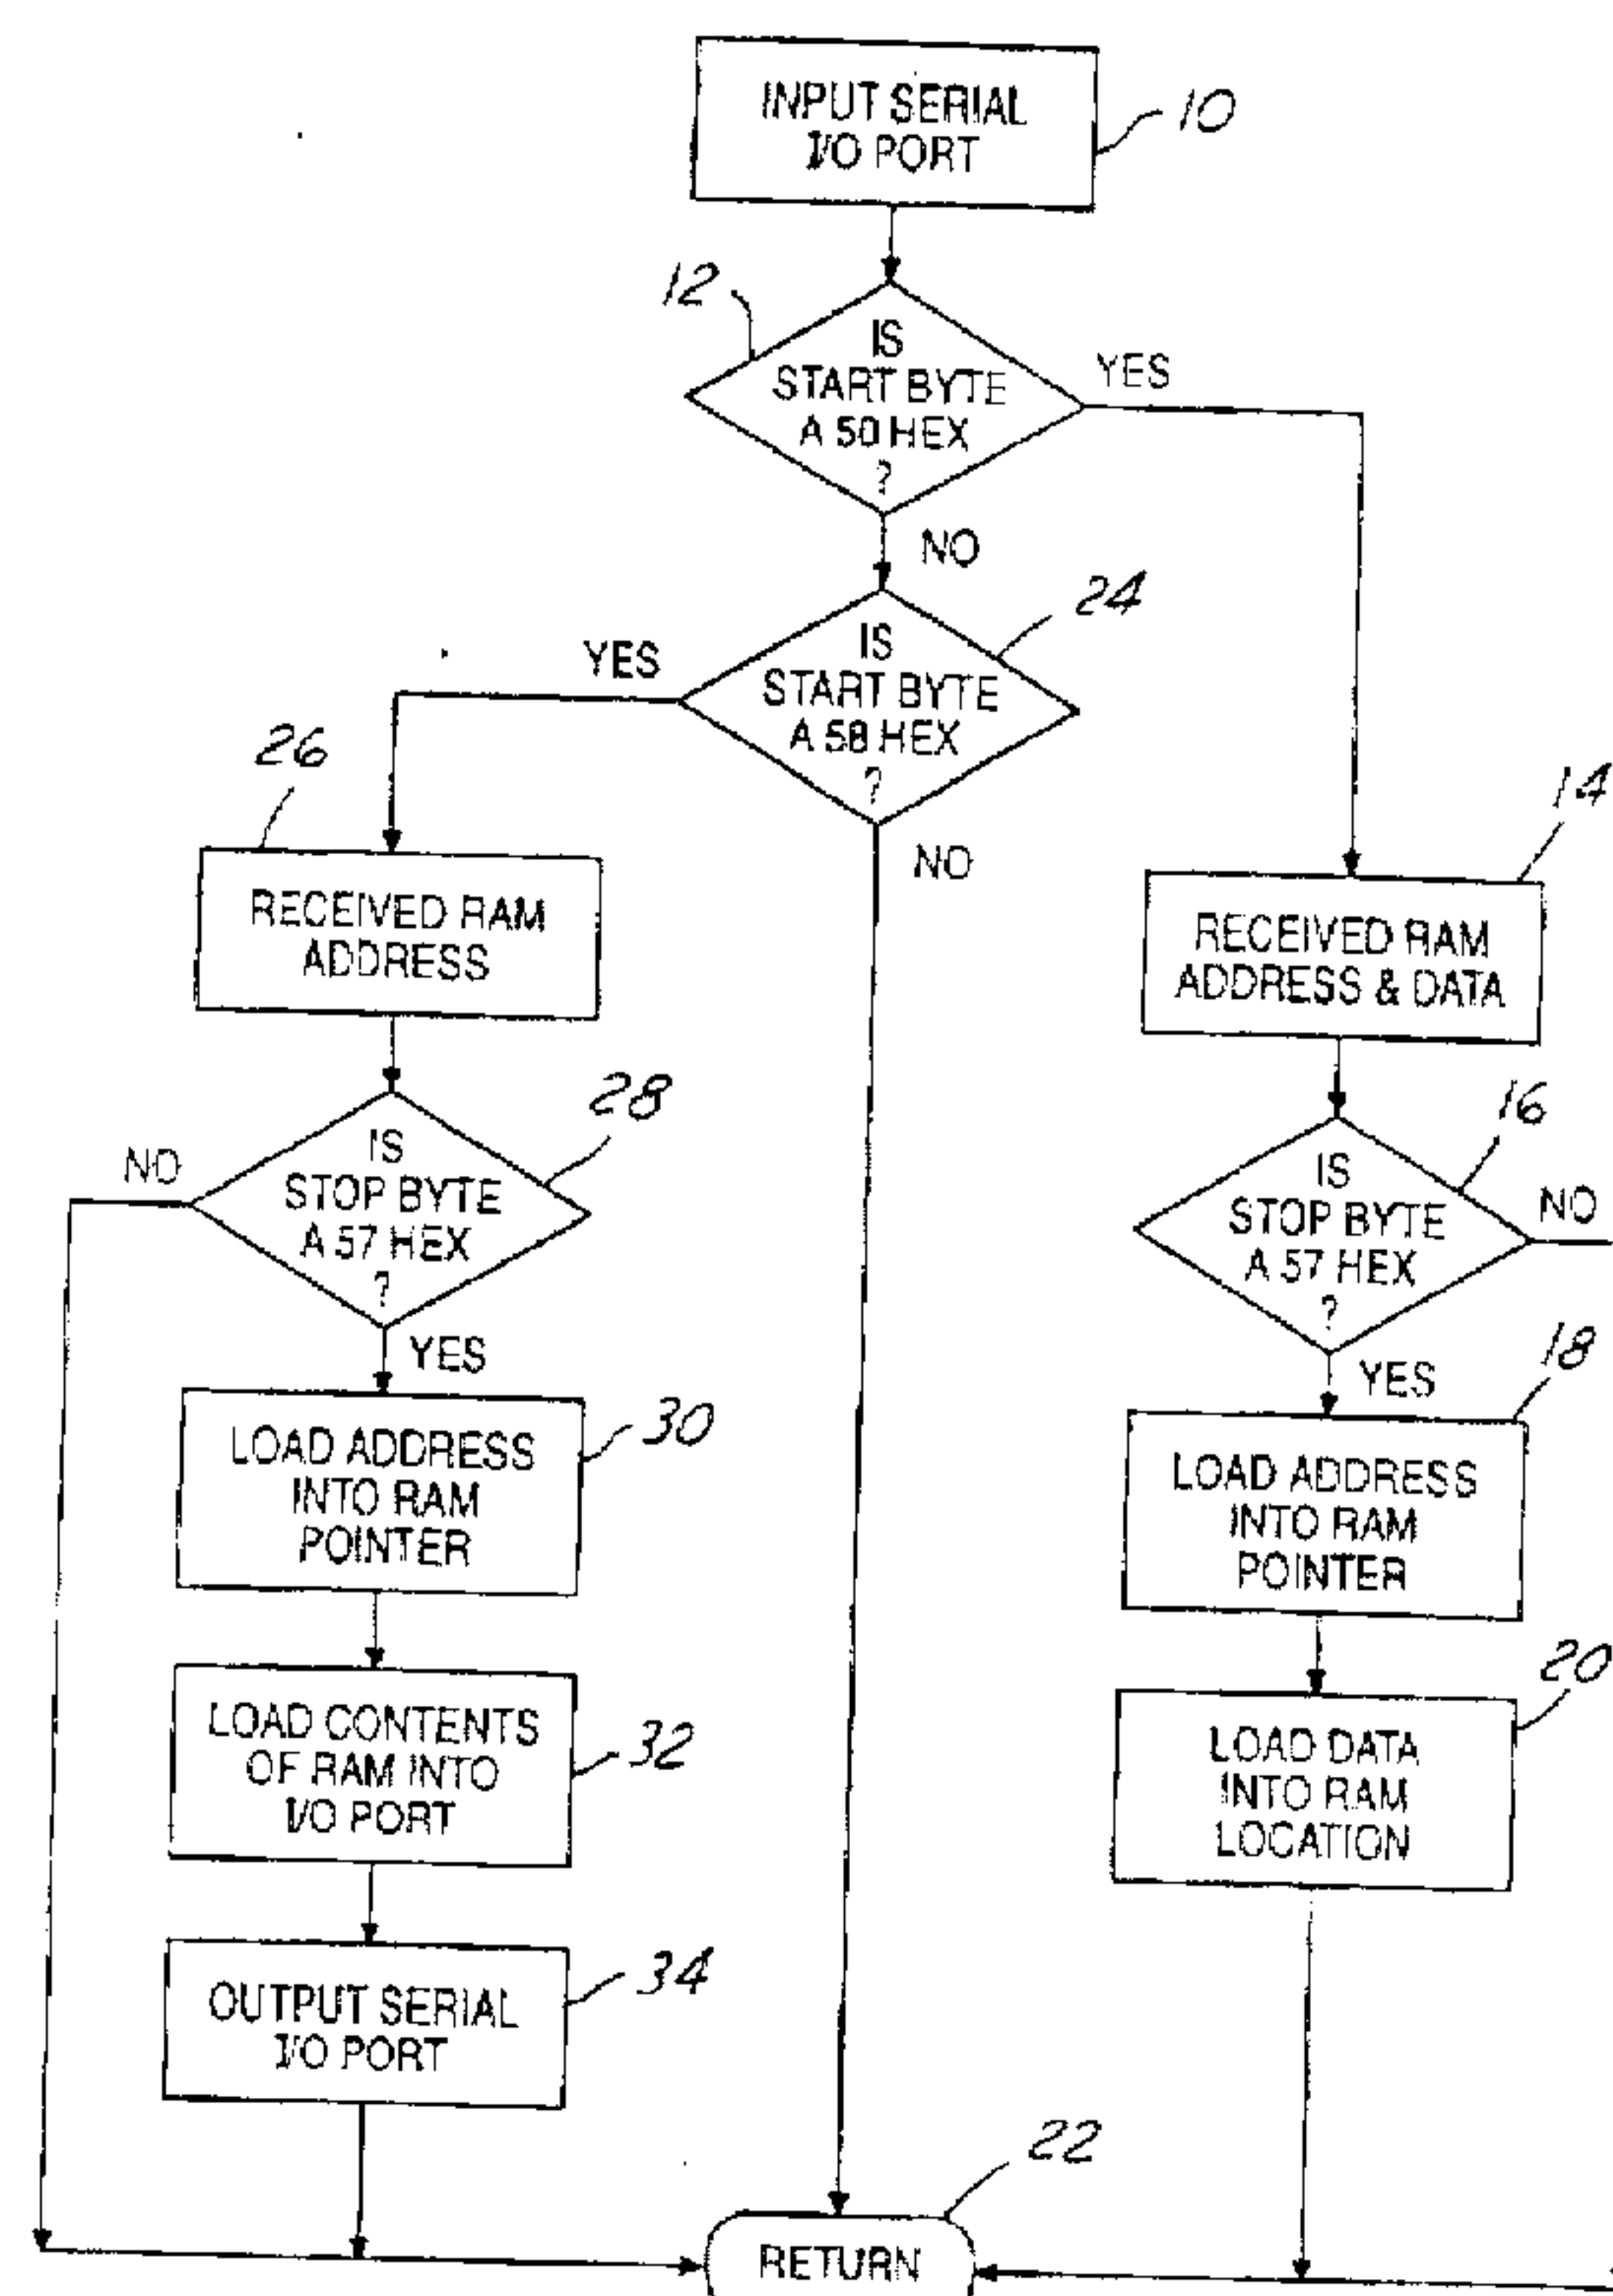 INPUT SERIAL
I/O PORT
10
12
IS
START BYTE
A 50 HEX
?
YES
NO
24
IS
START BYTE
A 58 HEX
?
YES
NO
26
RECEIVED RAM
ADDRESS
14
RECEIVED RAM
ADDRESS & DATA
28
NO
IS
STOP BYTE
A 57 HEX
?
YES
16
IS
STOP BYTE
A 57 HEX
?
NO
YES
30
LOAD ADDRESS
INTO RAM
POINTER
18
LOAD ADDRESS
INTO RAM
POINTER
32
LOAD CONTENTS
OF RAM INTO
I/O PORT
20
LOAD DATA
INTO RAM
LOCATION
34
OUTPUT SERIAL
I/O PORT
22
RETURN